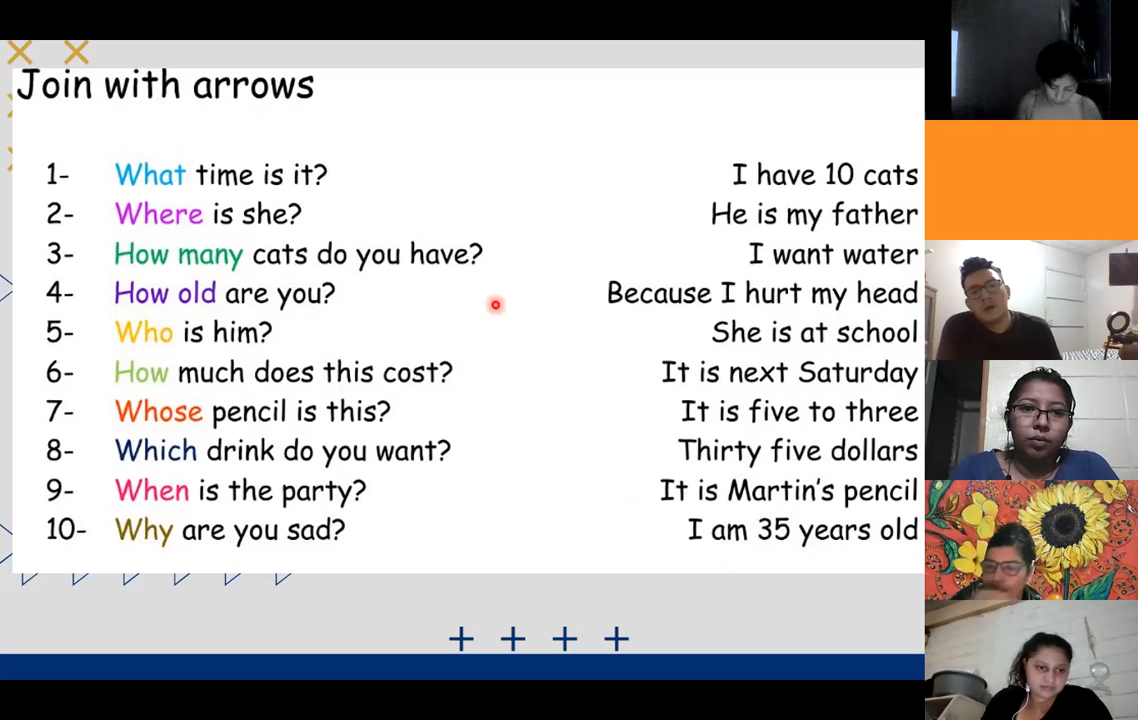 Join with arrows
1- What time is it? I have 10 cats
2- Where is she? He is my father
3- How many cats do you have? I want water
4- How old are you? Because I hurt my head
5- Who is him? She is at school
6- How much does this cost? It is next Saturday
7- Whose pencil is this? It is five to three
8- Which drink do you want? Thirty five dollars
9- When is the party? It is Martin's pencil
10- Why are you sad? I am 35 years old